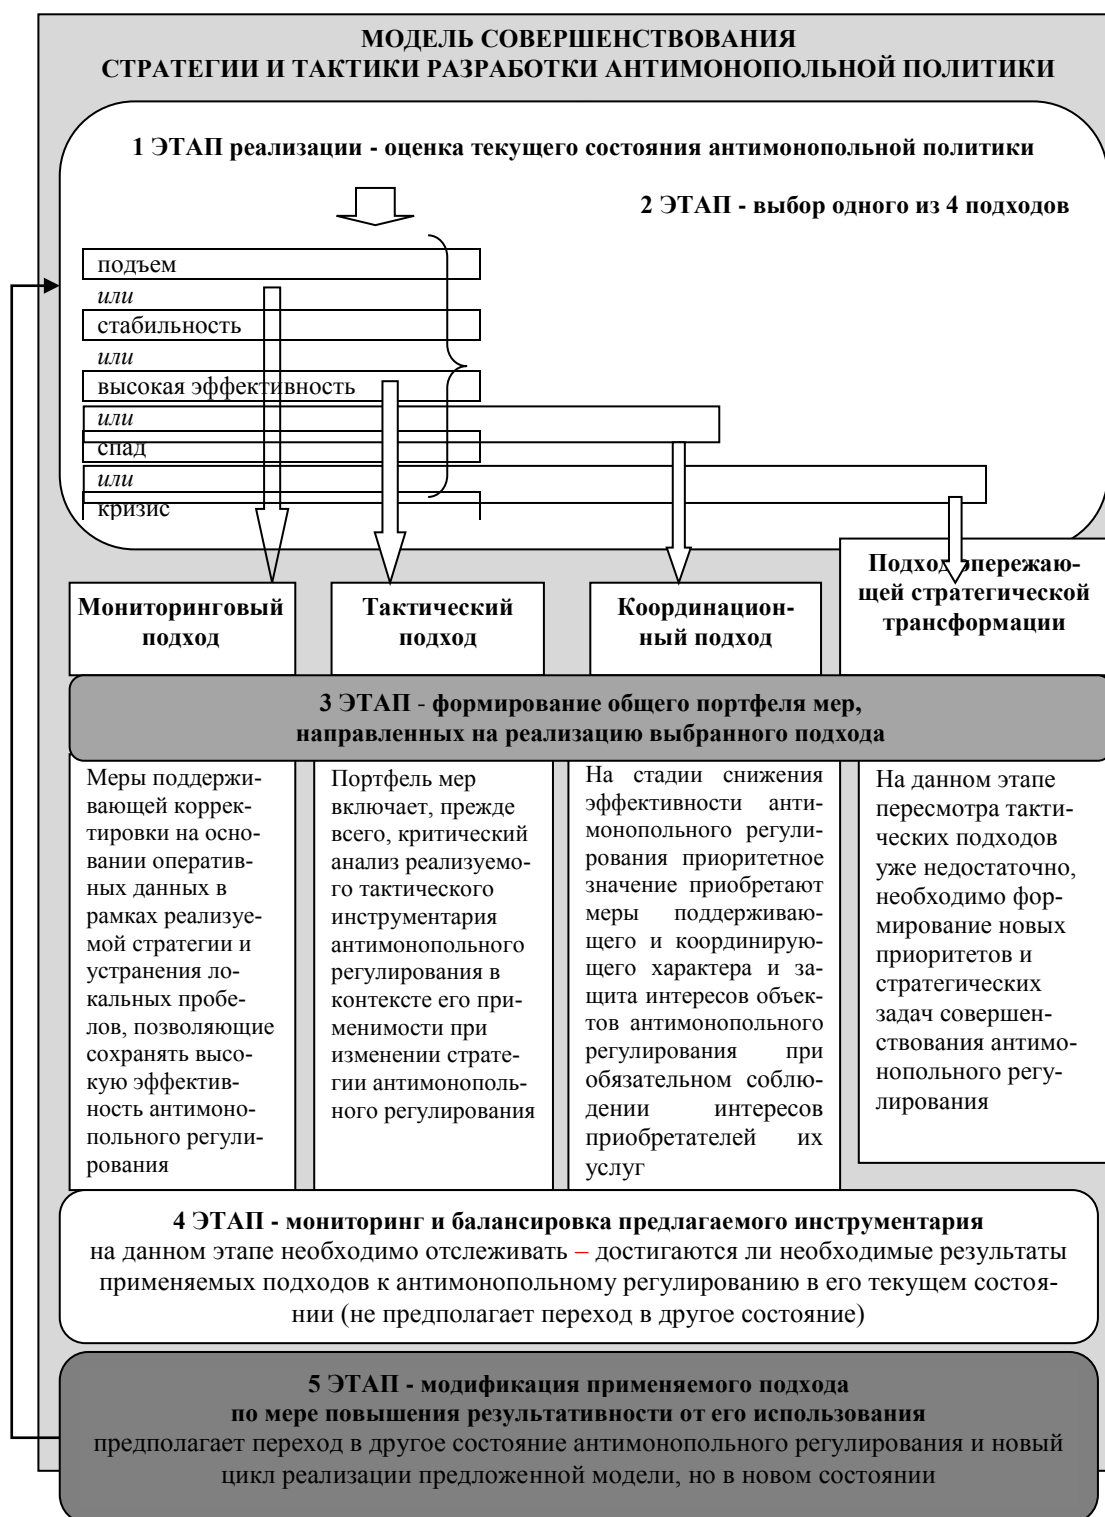 МОДЕЛЬ СОВЕРШЕНСТВОВАНИЯ
СТРАТЕГИИ И ТАКТИКИ РАЗРАБОТКИ АНТИМОНОПОЛЬНОЙ ПОЛИТИКИ
1 ЭТАП реализации - оценка текущего состояния антимонопольной политики
2 ЭТАП - выбор одного из 4 подходов
подъем
или
стабильность
или
высокая эффективность
или
спад
или
кризис
Мониторинговый
подход
Тактический
подход
Координацион-
ный подход
Подход опережаю-
щей стратегической
трансформации
3 ЭТАП - формирование общего портфеля мер,
направленных на реализацию выбранного подхода
Меры поддержи-
вающей коррек-
тировки на осно-
вании оператив-
ных данных в
рамках реализуе-
мой стратегии и
устранения ло-
кальных пробе-
лов, позволяющие
сохранять высо-
кую эффектив-
ность антимоно-
польного регули-
рования
Портфель мер
включает, прежде
всего, критический
анализ реализуемо-
го тактического
инструментария
антимонопольного
регулирования в
контексте его при-
менимости при
изменении страте-
гии антимонополь-
ного регулирования
На стадии снижения
эффективности анти-
монопольного регули-
рования приоритетное
значение приобретают
меры поддерживаю-
щего и координирую-
щего характера и за-
щита интересов объек-
тов антимонопольного
регулирования при
обязательном соблю-
дении интересов
приобретателей их
услуг
На данном этапе
пересмотра такти-
ческих подходов
уже недостаточно,
необходимо фор-
мирование новых
приоритетов и
стратегических
задач совершен-
ствования антимо-
нопольного регу-
лирования
4 ЭТАП - мониторинг и балансировка предлагаемого инструментария
на данном этапе необходимо отслеживать – достигаются ли необходимые результаты
применяемых подходов к антимонопольному регулированию в его текущем состоя-
нии (не предполагает переход в другое состояние)
5 ЭТАП - модификация применяемого подхода
по мере повышения результативности от его использования
предполагает переход в другое состояние антимонопольного регулирования и новый
цикл реализации предложенной модели, но в новом состоянии